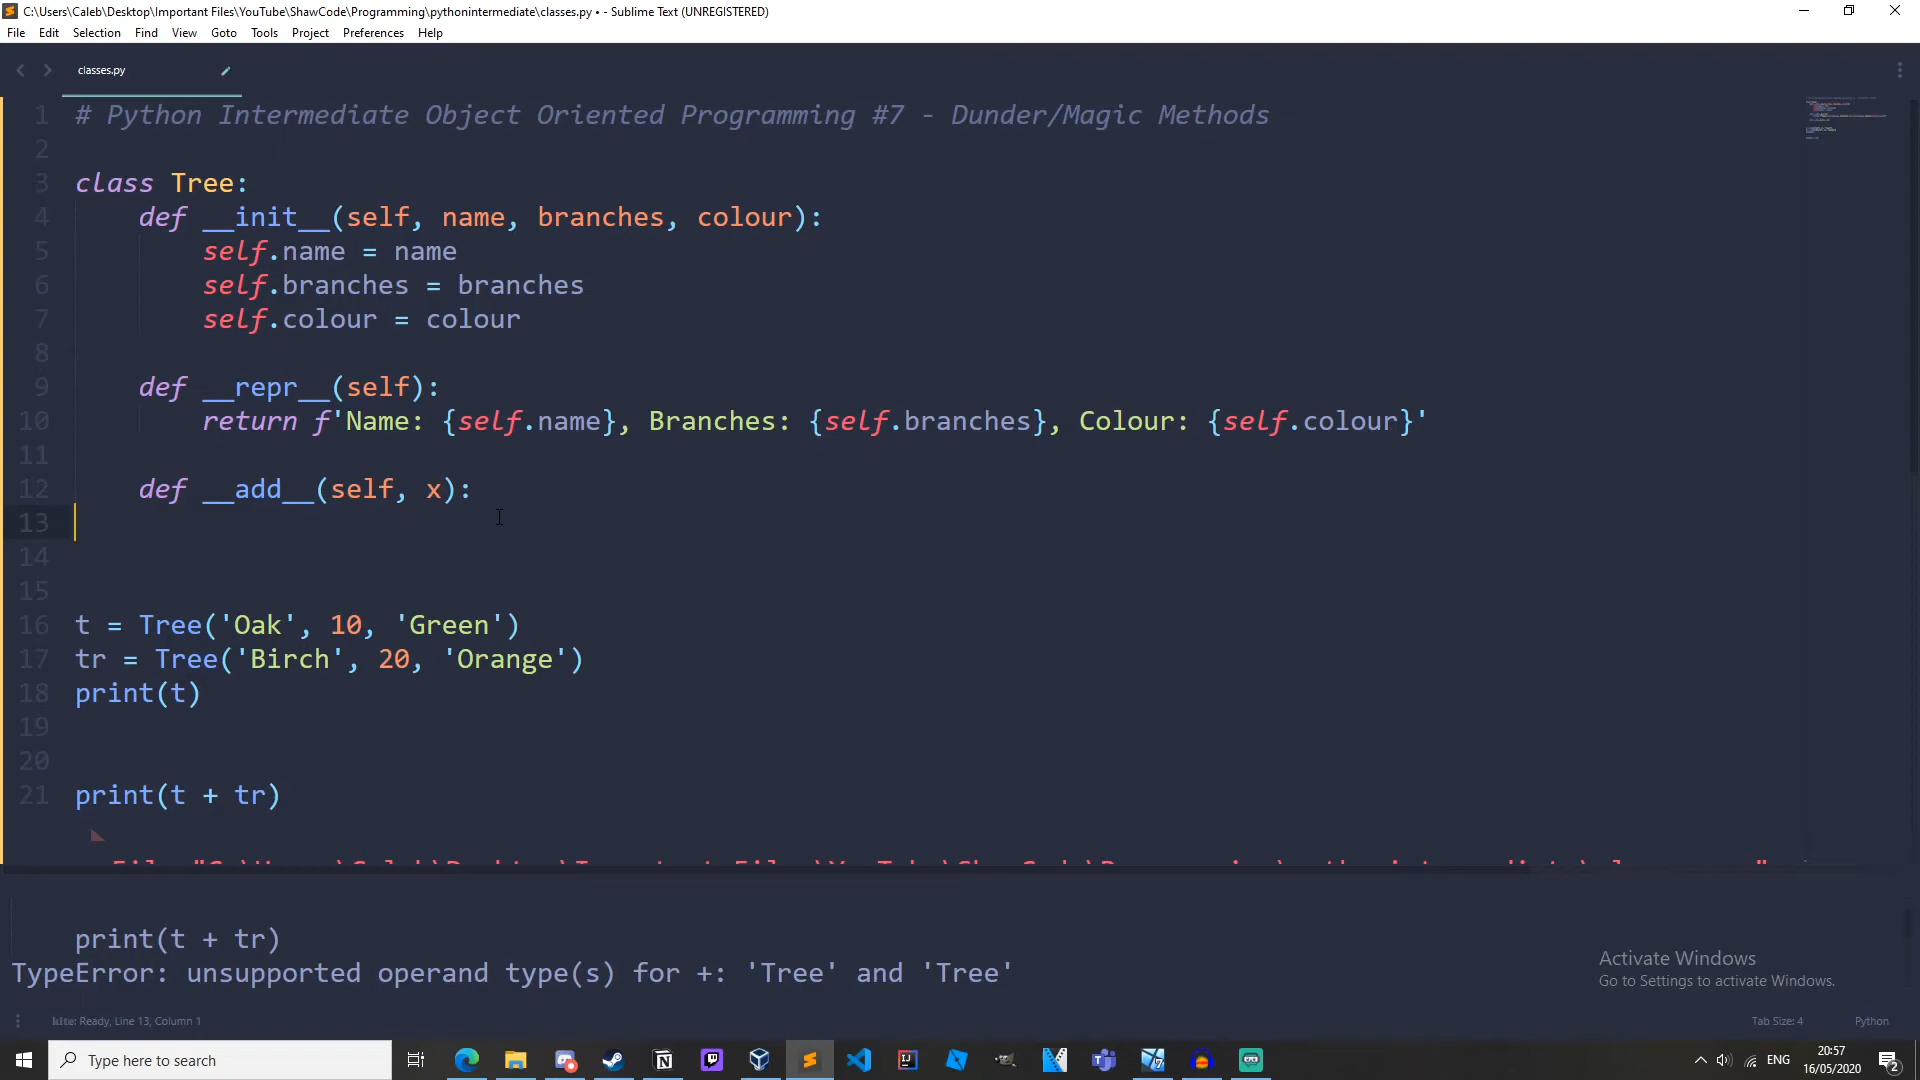 C:\Users\Caleb\Desktop\Important Files\YouTube\ShawCode\Programming\pythonintermediate\classes.py • - Sublime Text (UNREGISTERED)
File Edit Selection Find View Goto Tools Project Preferences Help
classes.py
1 # Python Intermediate Object Oriented Programming #7 - Dunder/Magic Methods
2
3 class Tree:
4 def __init__(self, name, branches, colour):
5 self.name = name
6 self.branches = branches
7 self.colour = colour
8
9 def __repr__(self):
10 return f'Name: {self.name}, Branches: {self.branches}, Colour: {self.colour}'
11
12 def __add__(self, x):
13
14
15
16 t = Tree('Oak', 10, 'Green')
17 tr = Tree('Birch', 20, 'Orange')
18 print(t)
19
20
21 print(t + tr)
print(t + tr)
TypeError: unsupported operand type(s) for +: 'Tree' and 'Tree'
Activate Windows
Go to Settings to activate Windows.
Ready, Line 13, Column 1
Tab Size: 4
Python
Type here to search
ENG
20:57
16/05/2020
2